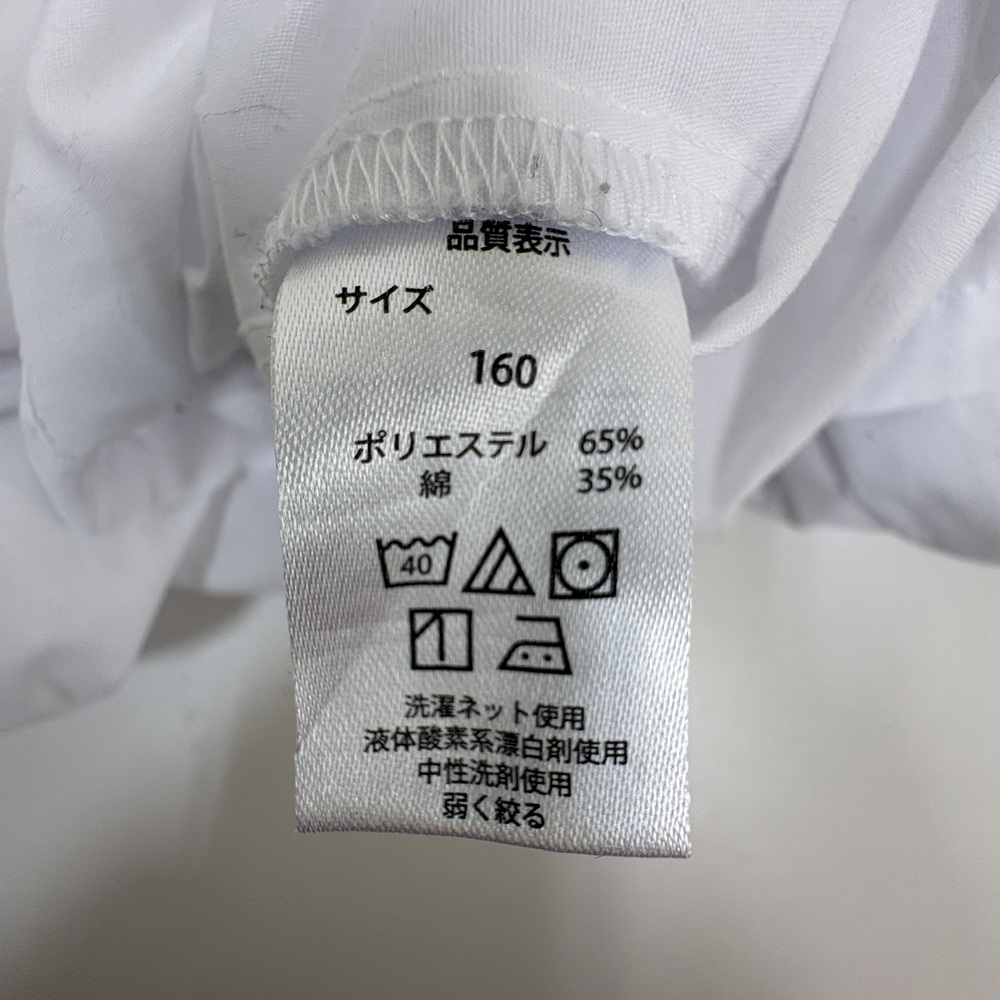 品質表示
サイズ
160
ポリエステル 65%
綿 35%
40
洗濯ネット使用
液体酸素系漂白剤使用
中性洗剤使用
弱く絞る